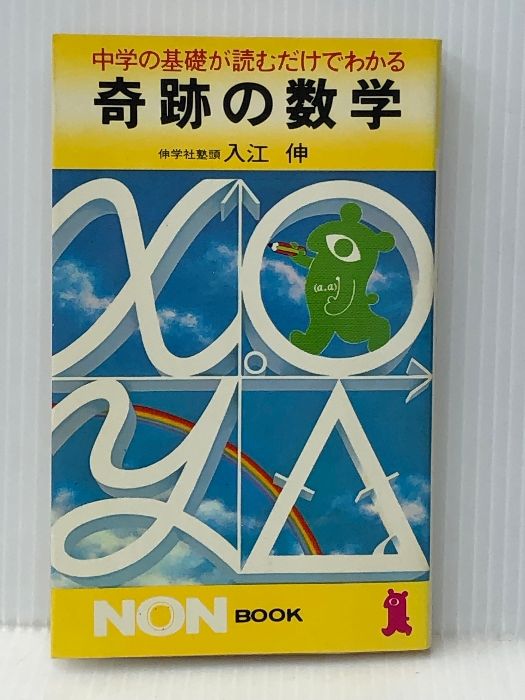 中学の基礎が読むだけでわかる
奇跡の数学
伸学社塾頭 入江 伸
X
O
(a,a)
y
NON BOOK